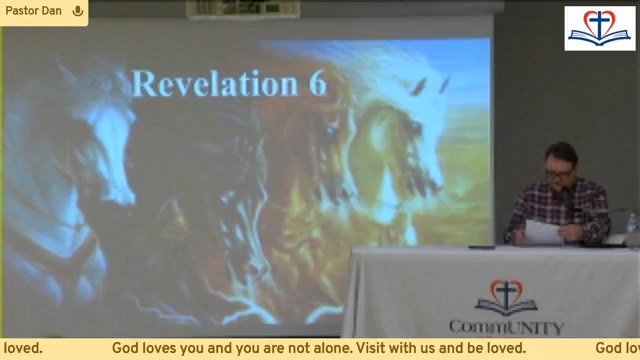 Pastor Dan
Revelation 6
CommUNITY
loved. God loves you and you are not alone. Visit with us and be loved. God lo